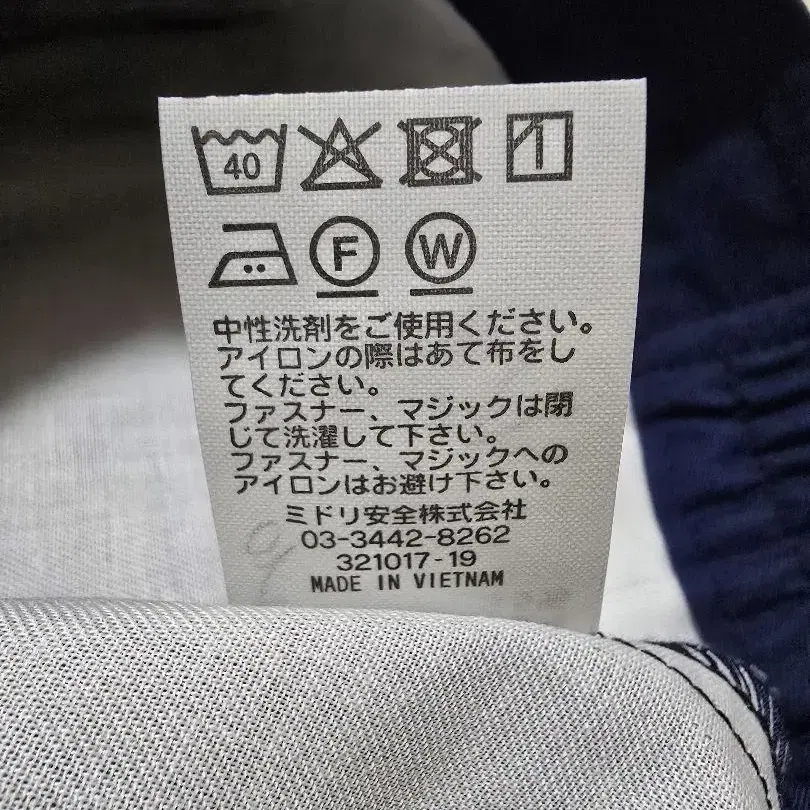 40
F
W
中性洗剤をご使用ください。
アイロンの際はあて布をし
てください。
ファスナー、マジックは閉
じて洗濯して下さい。
ファスナー、マジックへの
アイロンはお避け下さい。
ミドリ安全株式会社
03-3442-8262
321017-19
MADE IN VIETNAM